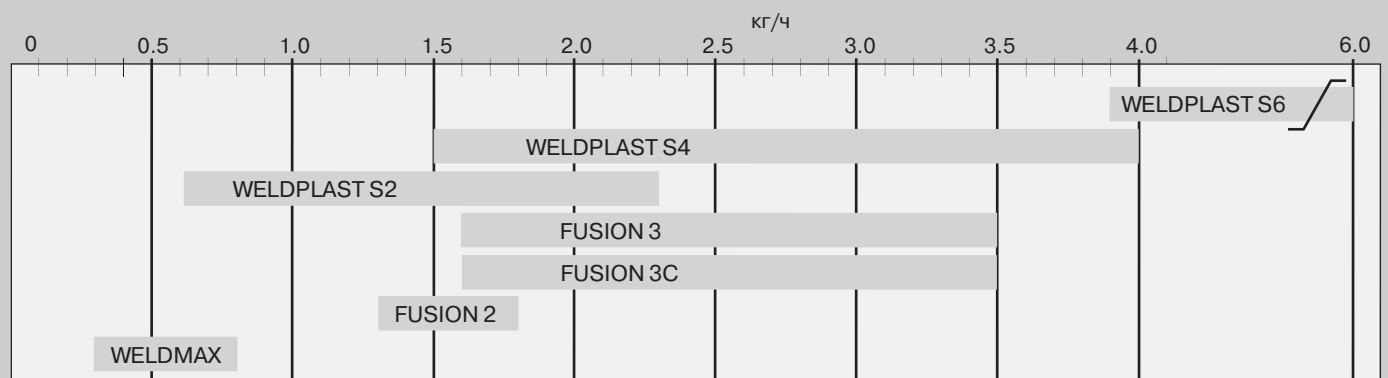 кг/ч
0 0.5 1.0 1.5 2.0 2.5 3.0 3.5 4.0 6.0
WELDPLAST S6
WELDPLAST S4
WELDPLAST S2
FUSION 3
FUSION 3C
FUSION 2
WELDMAX